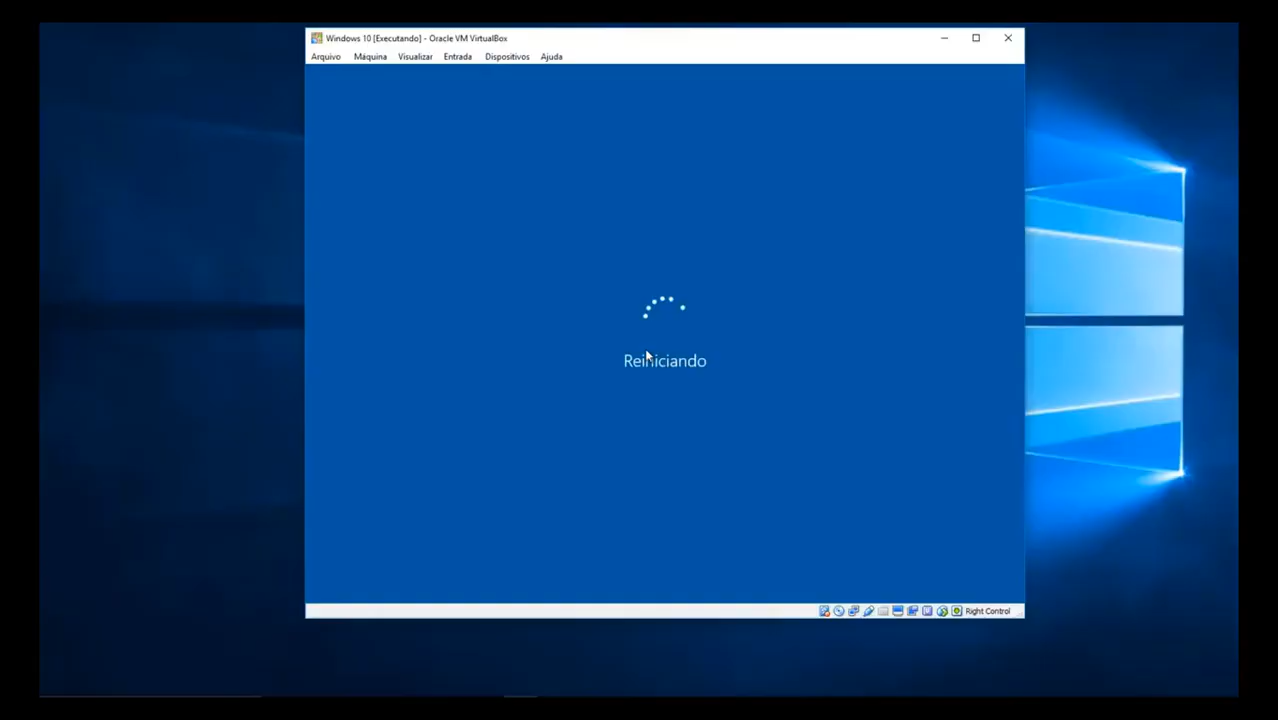 Windows 10 [Executando] - Oracle VM VirtualBox
Arquivo Máquina Visualizar Entrada Dispositivos Ajuda
Reiniciando
Right Control